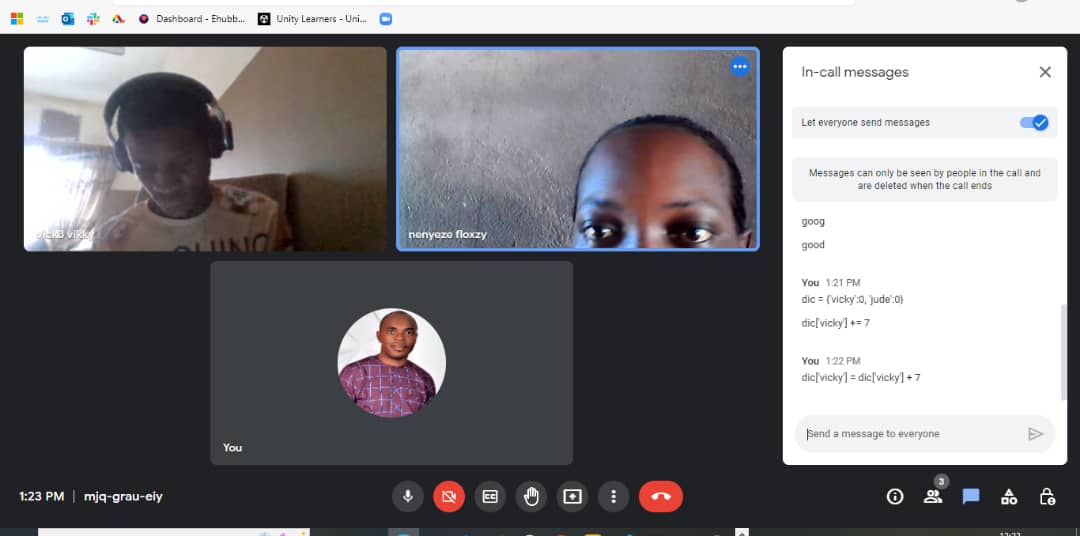 Dashboard - Ehubb...
Unity Learners - Uni...
In-call messages
Let everyone send messages
Messages can only be seen by people in the call and
are deleted when the call ends
goog
good
You 1:21 PM
dic = {'vicky':0, 'jude':0}
dic['vicky'] += 7
You 1:22 PM
dic['vicky'] = dic['vicky'] + 7
Send a message to everyone
vikky
nenyeze floxzy
You
1:23 PM | mjq-grau-eiy
CC
3